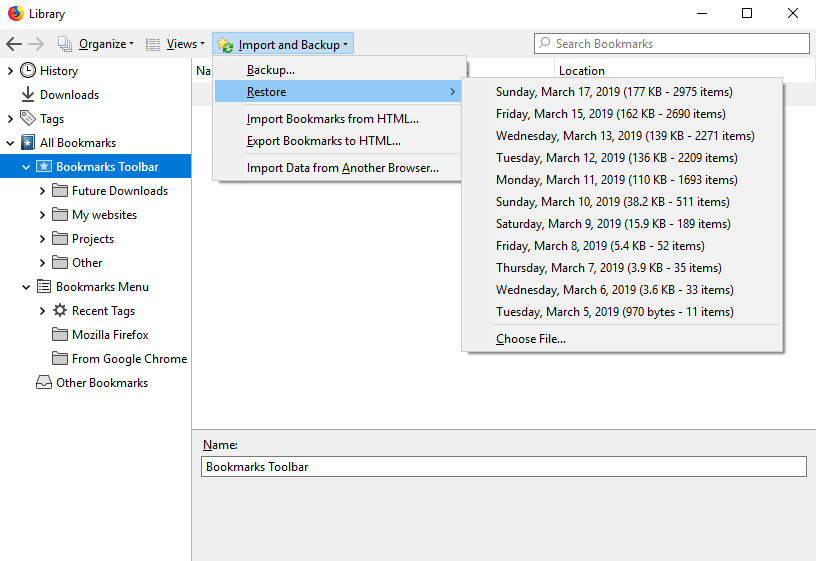 Library
Organize
Views
Import and Backup
Search Bookmarks
History
Downloads
Tags
All Bookmarks
Bookmarks Toolbar
Future Downloads
My websites
Projects
Other
Bookmarks Menu
Recent Tags
Mozilla Firefox
From Google Chrome
Other Bookmarks
Na
Location
Backup...
Restore
Import Bookmarks from HTML...
Export Bookmarks to HTML...
Import Data from Another Browser...
Sunday, March 17, 2019 (177 KB - 2975 items)
Friday, March 15, 2019 (162 KB - 2690 items)
Wednesday, March 13, 2019 (139 KB - 2271 items)
Tuesday, March 12, 2019 (136 KB - 2209 items)
Monday, March 11, 2019 (110 KB - 1693 items)
Sunday, March 10, 2019 (38.2 KB - 511 items)
Saturday, March 9, 2019 (15.9 KB - 189 items)
Friday, March 8, 2019 (5.4 KB - 52 items)
Thursday, March 7, 2019 (3.9 KB - 35 items)
Wednesday, March 6, 2019 (3.6 KB - 33 items)
Tuesday, March 5, 2019 (970 bytes - 11 items)
Choose File...
Name:
Bookmarks Toolbar